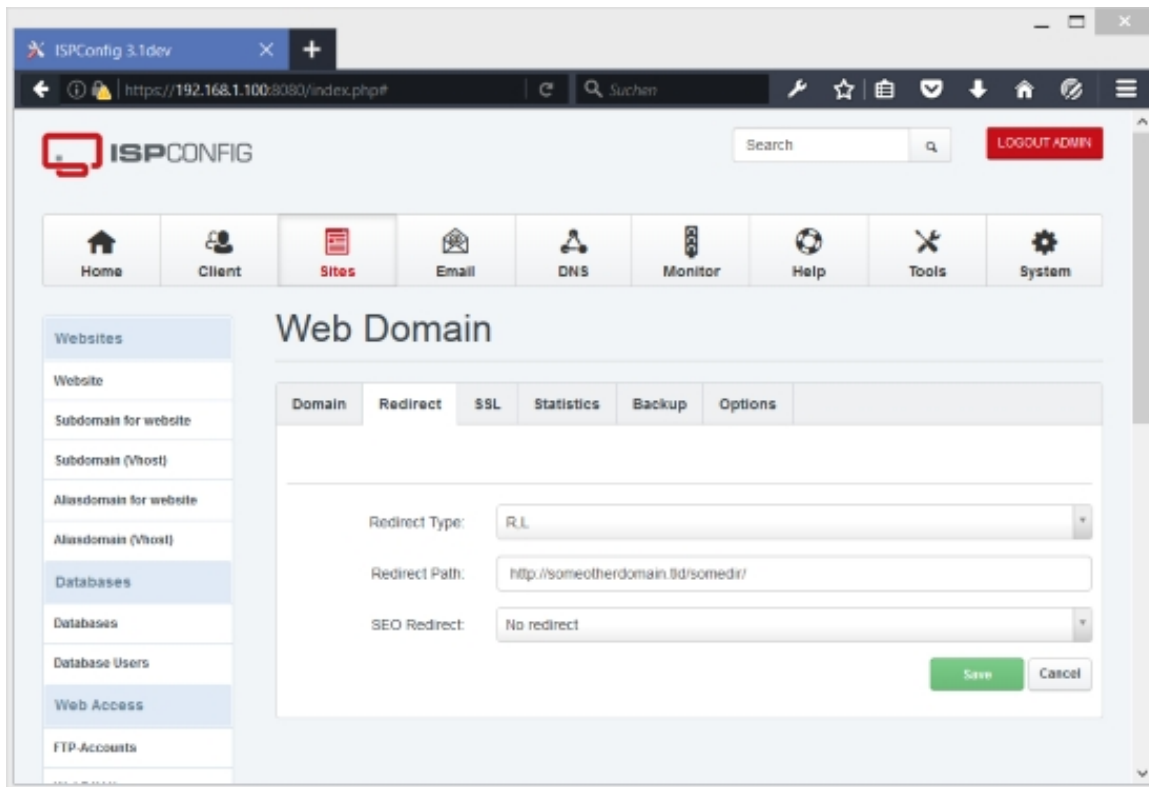 ISPConfig 3.1dev
https://192.168.1.100:8080/index.php#
Suchen
ISPCONFIG
Search
LOGOUT ADMIN
Home
Client
Sites
Email
DNS
Monitor
Help
Tools
System
Websites
Website
Subdomain for website
Subdomain (Vhost)
Aliasdomain for website
Aliasdomain (Vhost)
Databases
Databases
Database Users
Web Access
FTP-Accounts
Web Domain
Domain Redirect SSL Statistics Backup Options
Redirect Type: R,L
Redirect Path: http://someotherdomain.tld/somedir/
SEO Redirect: No redirect
Save Cancel